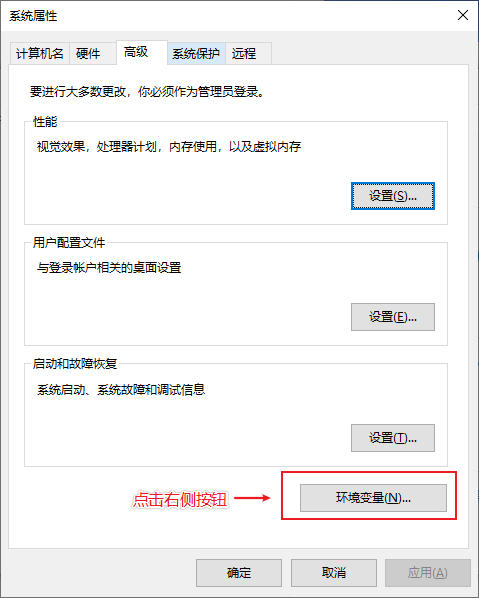 系统属性
计算机名 硬件 高级 系统保护 远程
要进行大多数更改，你必须作为管理员登录。
性能
视觉效果，处理器计划，内存使用，以及虚拟内存
设置(S)...
用户配置文件
与登录帐户相关的桌面设置
设置(E)...
启动和故障恢复
系统启动、系统故障和调试信息
设置(T)...
点击右侧按钮
环境变量(N)...
确定 取消 应用(A)